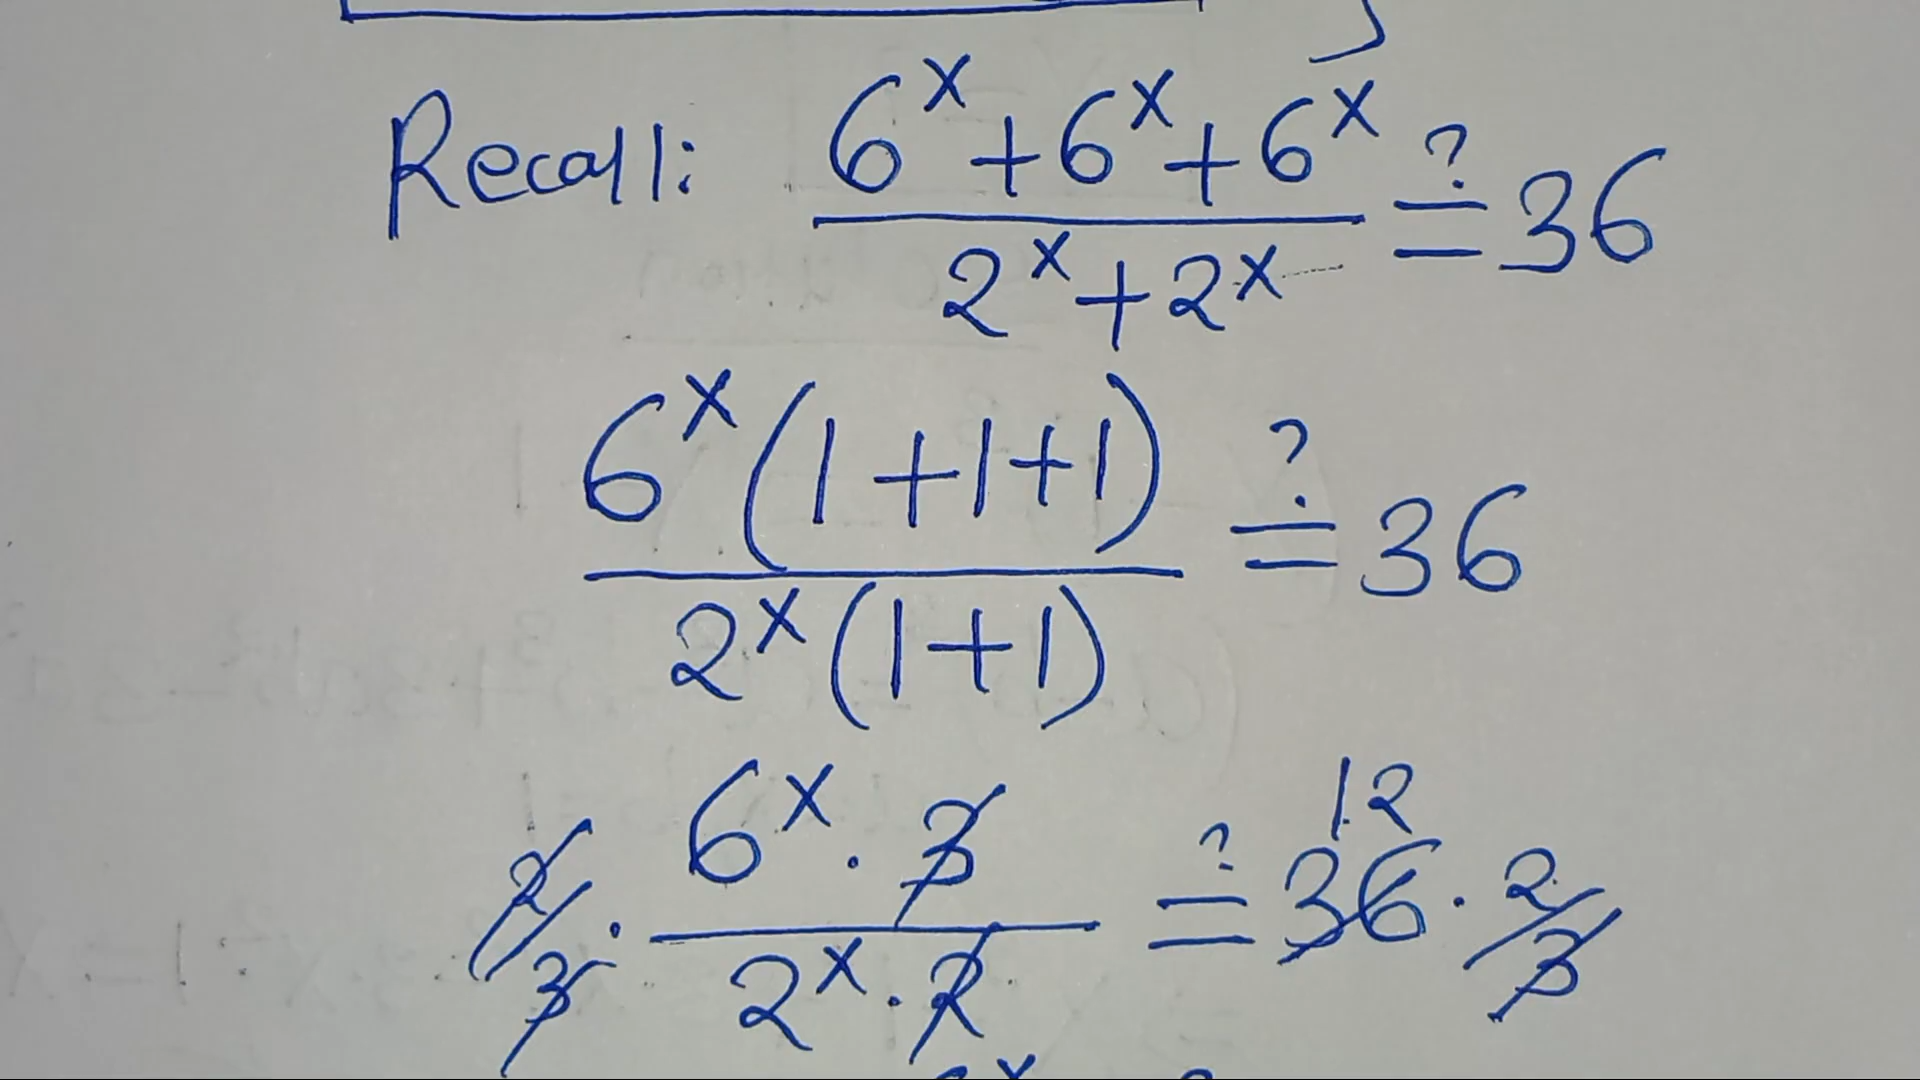 Recall: (6^x + 6^x + 6^x)/(2^x + 2^x) ?= 36
6^x (1 + 1 + 1)/2^x (1 + 1) ?= 36
2/3 · (6^x · 3)/(2^x · 2) ?= 36 · 2/3
12